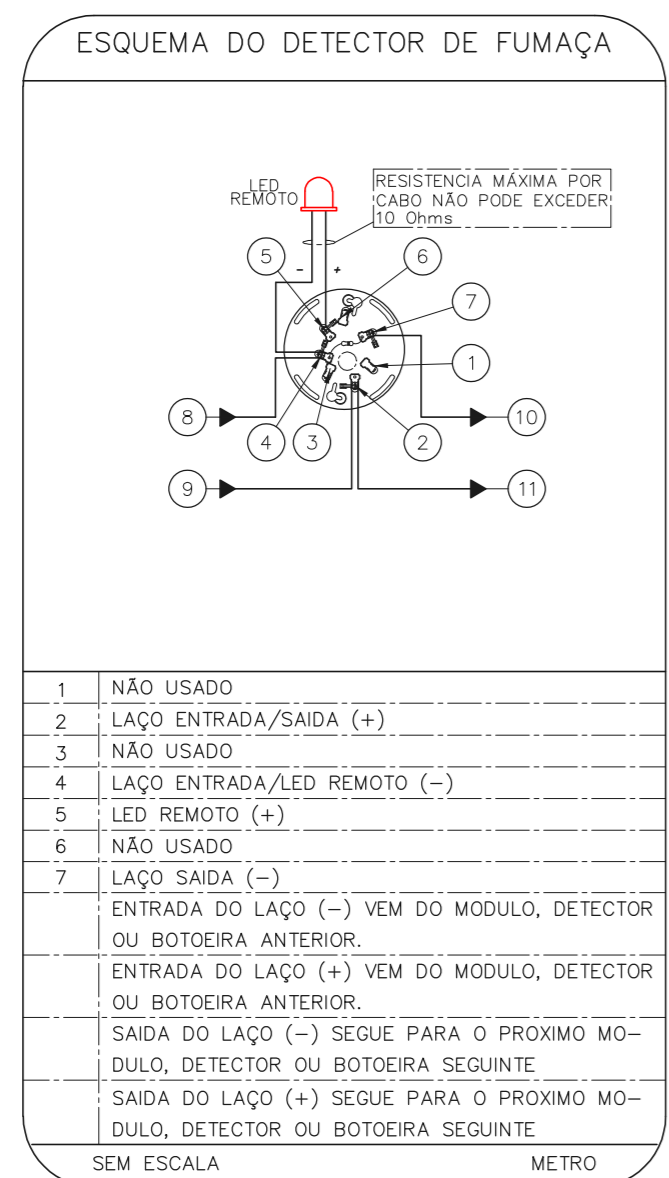 ESQUEMA DO DETECTOR DE FUMAÇA
LED
REMOTO
RESISTENCIA MÁXIMA POR
CABO NÃO PODE EXCEDER
10 Ohms
5
6
- +
7
1
8
4
3
2
10
9
11
1 NÃO USADO
2 LAÇO ENTRADA/SAIDA (+)
3 NÃO USADO
4 LAÇO ENTRADA/LED REMOTO (-)
5 LED REMOTO (+)
6 NÃO USADO
7 LAÇO SAIDA (-)
ENTRADA DO LAÇO (-) VEM DO MODULO, DETECTOR
OU BOTOEIRA ANTERIOR.
ENTRADA DO LAÇO (+) VEM DO MODULO, DETECTOR
OU BOTOEIRA ANTERIOR.
SAIDA DO LAÇO (-) SEGUE PARA O PROXIMO MO-
DULO, DETECTOR OU BOTOEIRA SEGUINTE
SAIDA DO LAÇO (+) SEGUE PARA O PROXIMO MO-
DULO, DETECTOR OU BOTOEIRA SEGUINTE
SEM ESCALA METRO